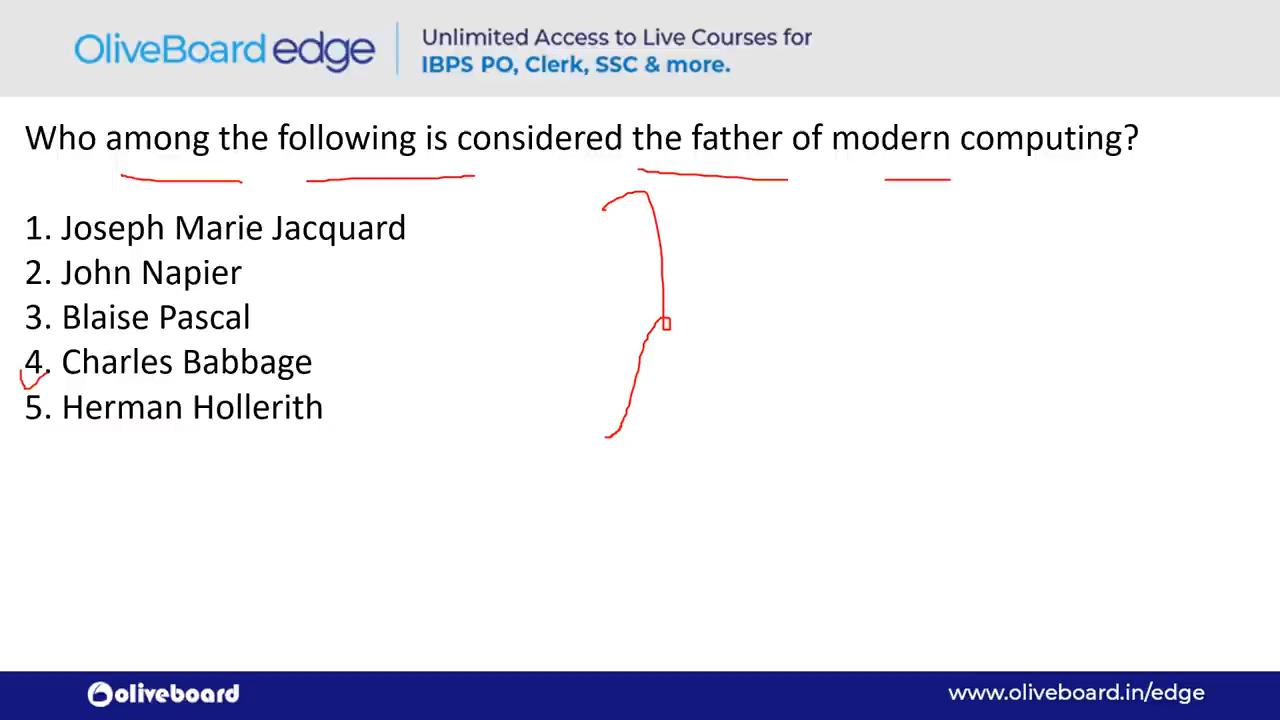 OliveBoard edge
Unlimited Access to Live Courses for
IBPS PO, Clerk, SSC & more.
Who among the following is considered the father of modern computing?
1. Joseph Marie Jacquard
2. John Napier
3. Blaise Pascal
4. Charles Babbage
5. Herman Hollerith
oliveboard
www.oliveboard.in/edge